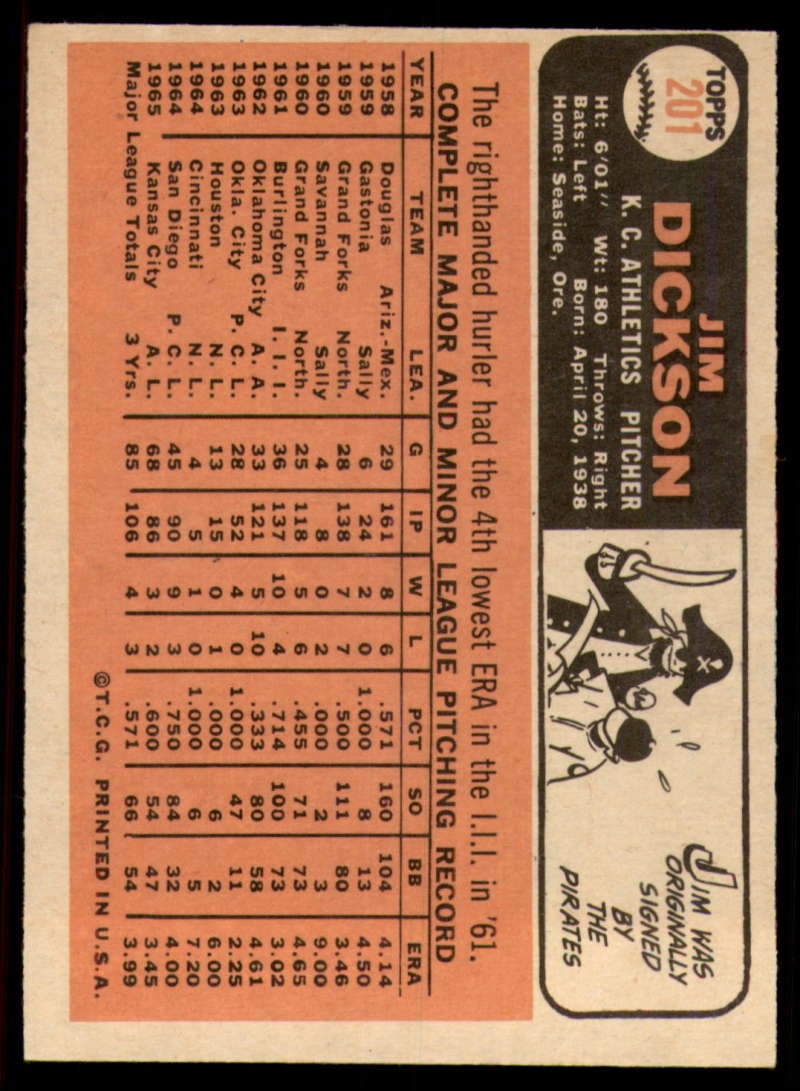 TOPPS
201
JIM
DICKSON
K. C. ATHLETICS PITCHER
Ht: 6'01" Wt: 180 Throws: Right
Bats: Left Born: April 20, 1938
Home: Seaside, Ore.
JIM WAS
ORIGINALLY
SIGNED
BY
THE
PIRATES
The righthanded hurler had the 4th lowest ERA in the I.I.I. in '61.
COMPLETE MAJOR AND MINOR LEAGUE PITCHING RECORD
YEAR TEAM LEA. G IP W L PCT SO BB ERA
1958 Douglas Ariz.-Mex. 29 161 8 6 .571 160 104 4.14
1959 Gastonia Sally 6 24 2 0 1.000 8 13 4.50
1959 Grand Forks North. 28 138 7 7 .500 111 80 3.46
1960 Savannah Sally 4 8 0 2 .000 2 3 9.00
1960 Grand Forks North. 25 118 5 6 .455 71 73 4.65
1961 Burlington I. I. I. 36 137 10 4 .714 100 73 3.02
1962 Oklahoma City A. A. 33 121 5 10 .333 80 58 4.61
1963 Okla. City P. C. L. 28 52 4 0 1.000 47 11 2.25
1963 Houston N. L. 13 15 0 1 .000 6 2 6.00
1964 Cincinnati N. L. 4 5 1 0 1.000 6 5 7.20
1964 San Diego P. C. L. 45 90 9 3 .750 84 32 4.00
1965 Kansas City A. L. 68 86 3 2 .600 54 47 3.45
Major League Totals 3 Yrs. 85 106 4 3 .571 66 54 3.99
©T.C.G. PRINTED IN U.S.A.